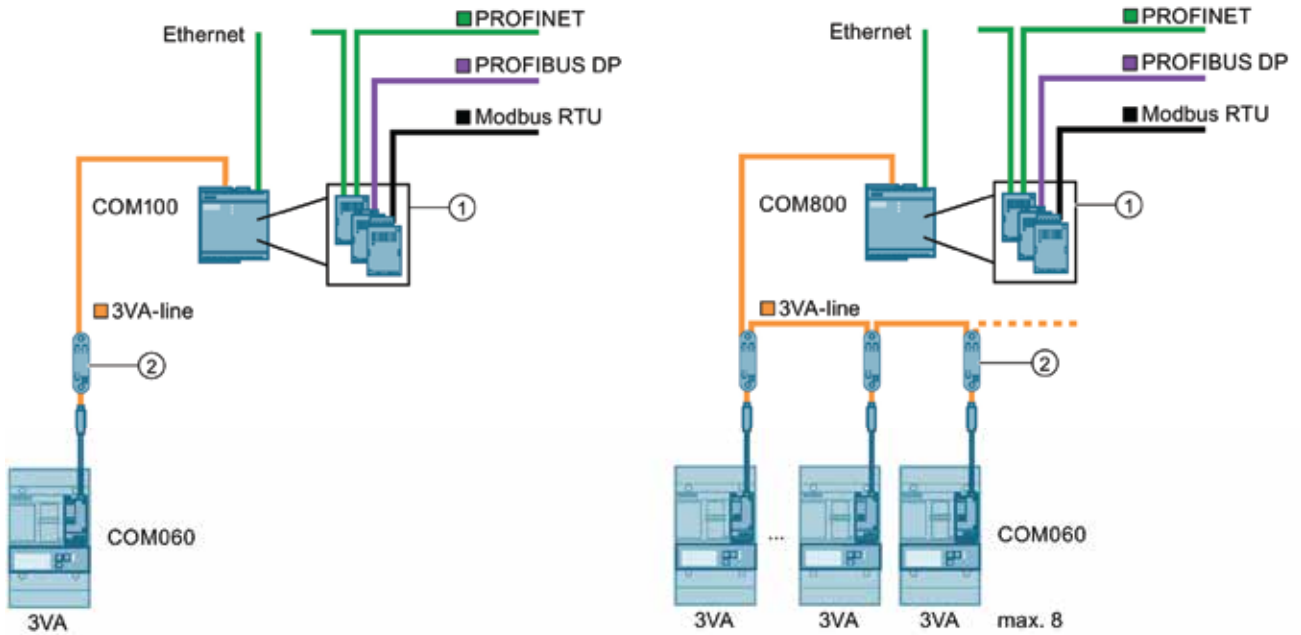 Ethernet
PROFINET
PROFIBUS DP
Modbus RTU
COM100
1
3VA-line
2
COM060
3VA
Ethernet
PROFINET
PROFIBUS DP
Modbus RTU
COM800
1
3VA-line
2
...
COM060
3VA 3VA 3VA max. 8